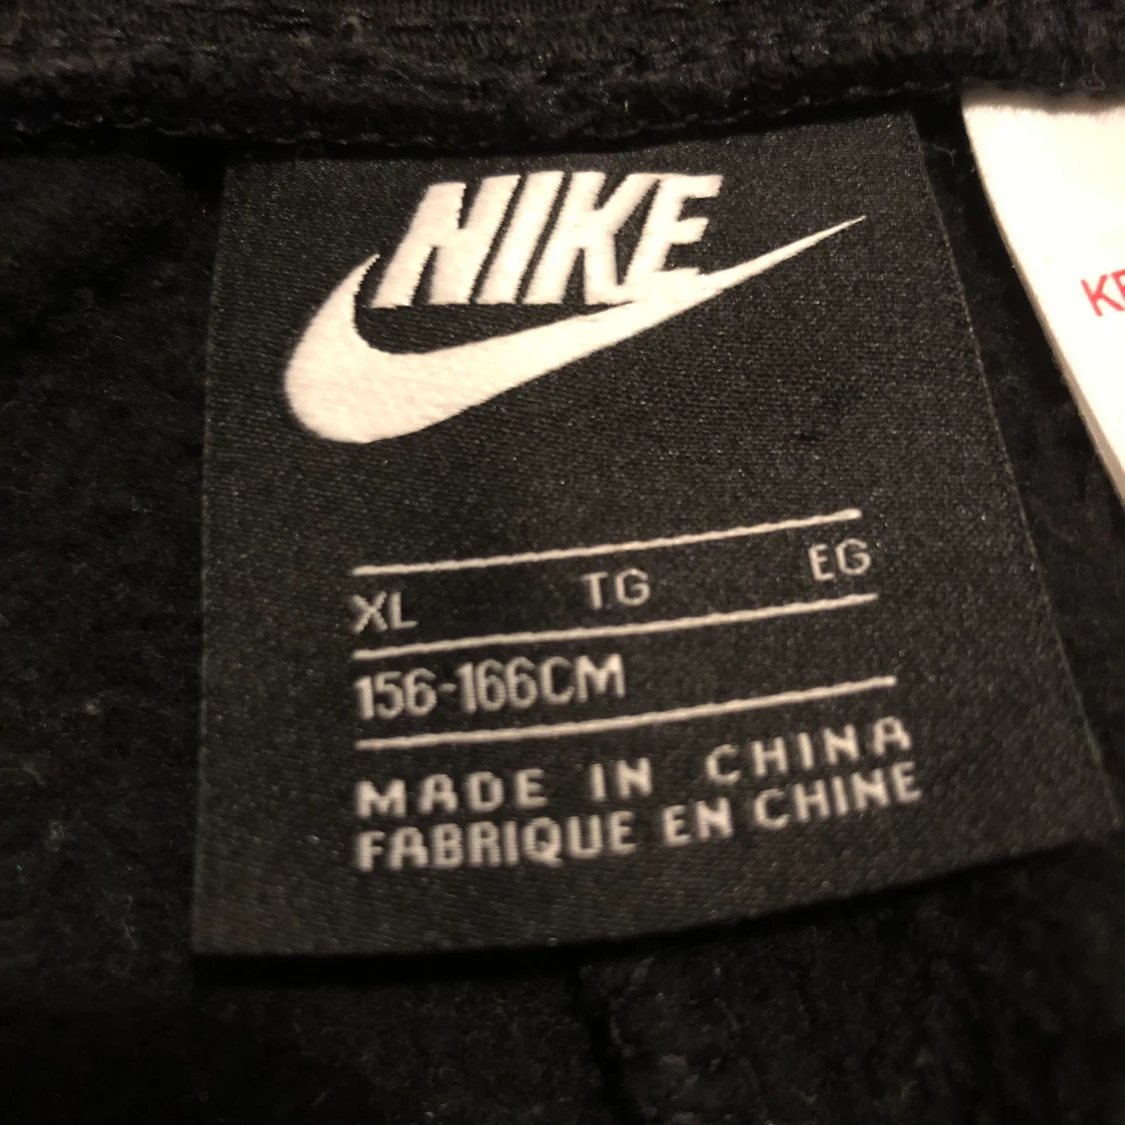 NIKE
XL TG EG
156-166CM
MADE IN CHINA
FABRIQUE EN CHINE